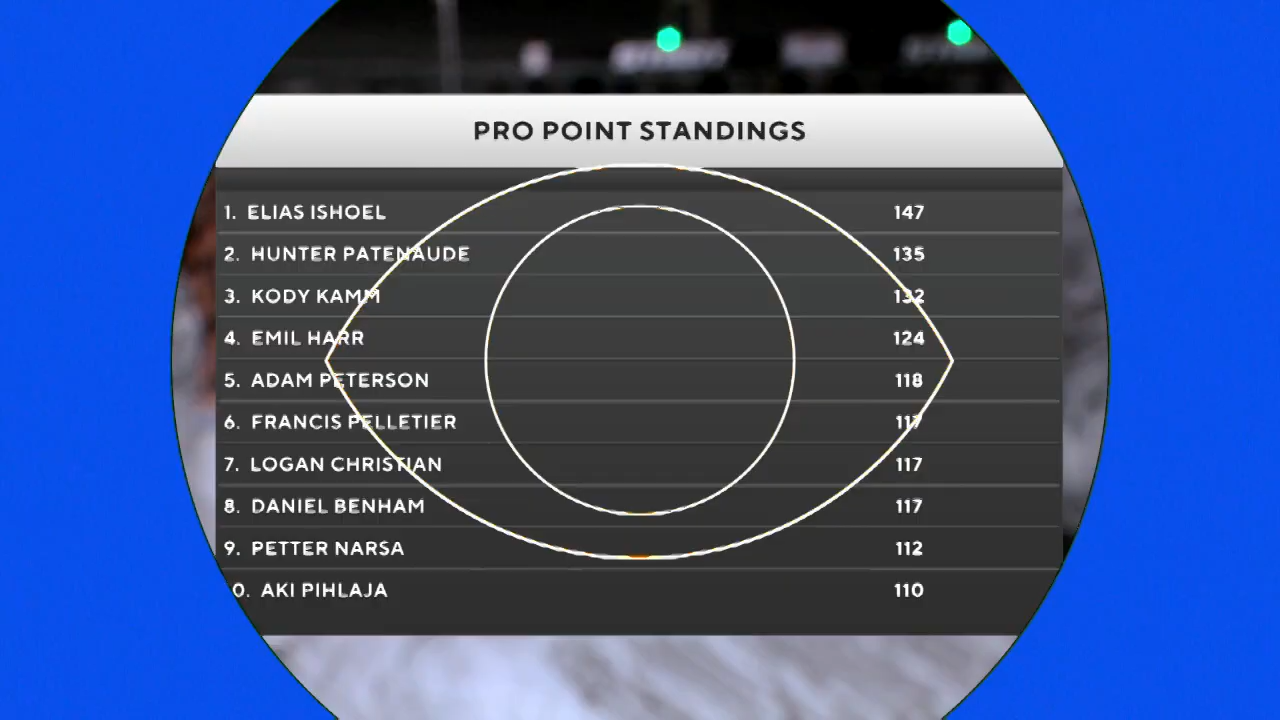 PRO POINT STANDINGS
1. ELIAS ISHOEL 147
2. HUNTER PATENAUDE 135
3. KODY KAMM 132
4. EMIL HARR 124
5. ADAM PETERSON 118
6. FRANCIS PELLETIER 117
7. LOGAN CHRISTIAN 117
8. DANIEL BENHAM 117
9. PETTER NARSA 112
0. AKI PIHLAJA 110